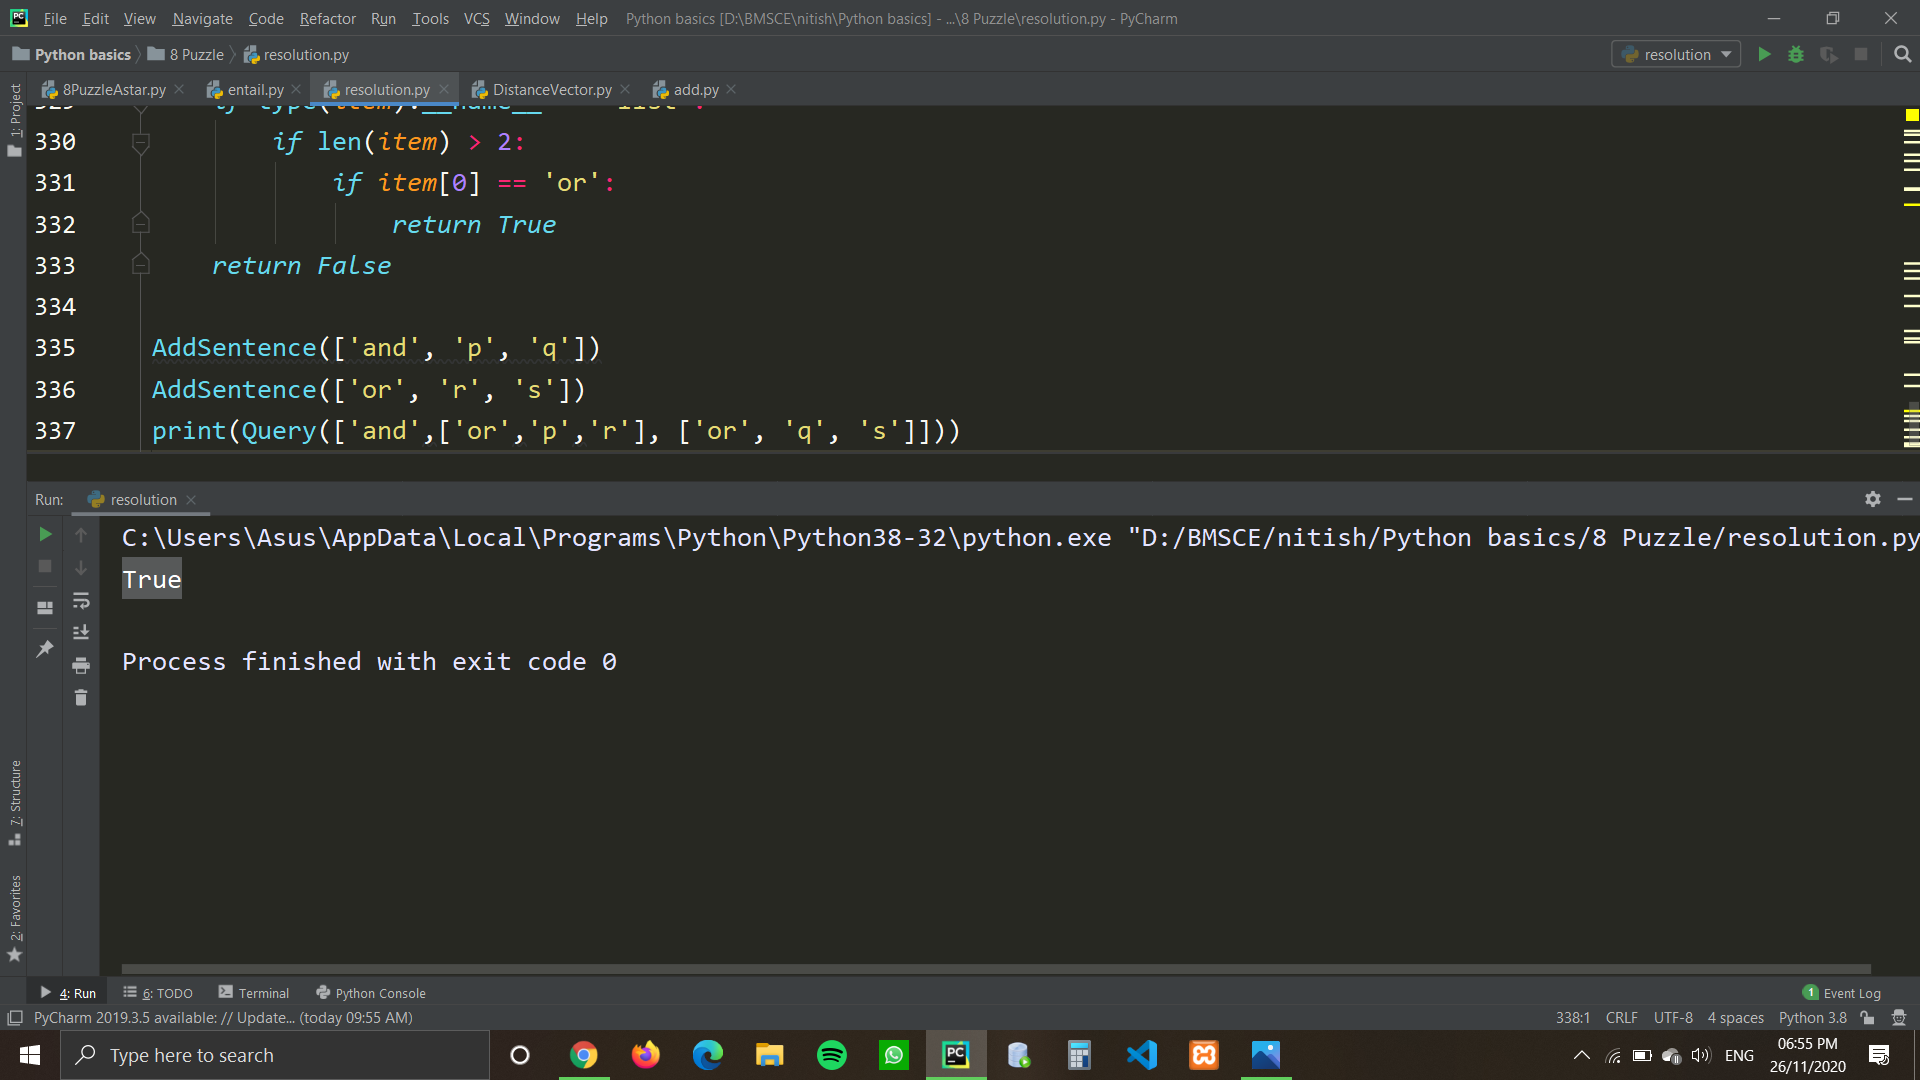 File Edit View Navigate Code Refactor Run Tools VCS Window Help Python basics [D:\BMSCE\nitish\Python basics] - ...\8 Puzzle\resolution.py - PyCharm
Python basics 8 Puzzle resolution.py resolution
8PuzzleAstar.py entail.py resolution.py DistanceVector.py add.py
1: Project
330 if len(item) > 2:
331 if item[0] == 'or':
332 return True
333 return False
334
335 AddSentence(['and', 'p', 'q'])
336 AddSentence(['or', 'r', 's'])
337 print(Query(['and',['or','p','r'], ['or', 'q', 's']]))
Run: resolution
C:\Users\Asus\AppData\Local\Programs\Python\Python38-32\python.exe "D:/BMSCE/nitish/Python basics/8 Puzzle/resolution.py
True
Process finished with exit code 0
7: Structure
2: Favorites
4: Run 6: TODO Terminal Python Console 1 Event Log
PyCharm 2019.3.5 available: // Update... (today 09:55 AM) 338:1 CRLF UTF-8 4 spaces Python 3.8
Type here to search PC ENG 06:55 PM
26/11/2020